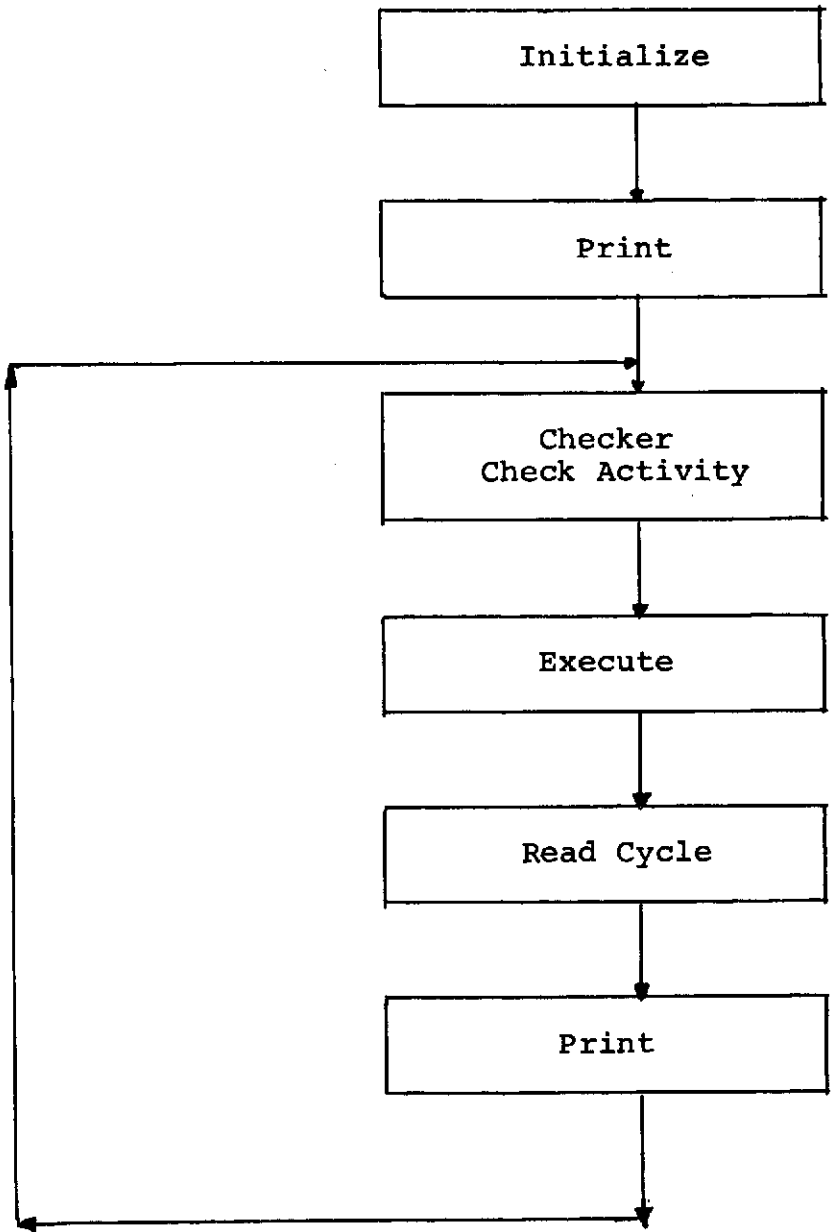 Initialize
Print
Checker
Check Activity
Execute
Read Cycle
Print